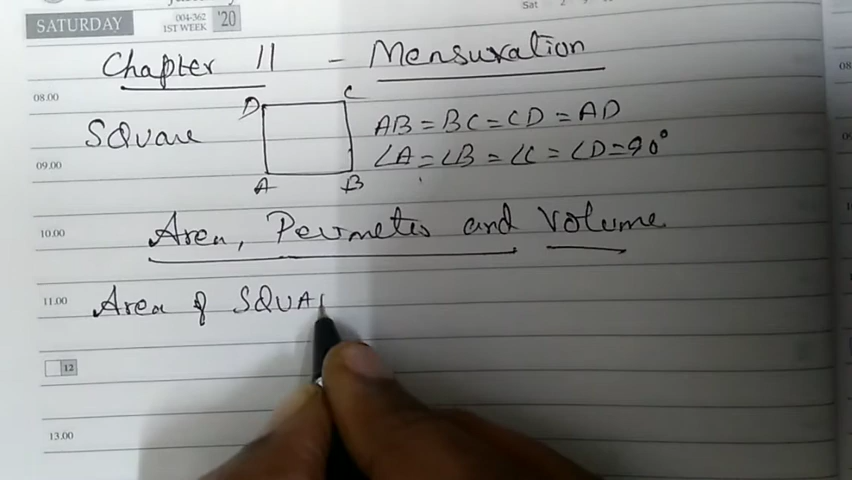 Sat
SATURDAY 004-362 1ST WEEK '20
Chapter 11 - Mensuration
08.00
D C
Square AB = BC = CD = AD
09.00 ∠A = ∠B = ∠C = ∠D = 90°
A B
10.00 Area, Perimeter and Volume
11.00 Area of SQUA
12
13.00